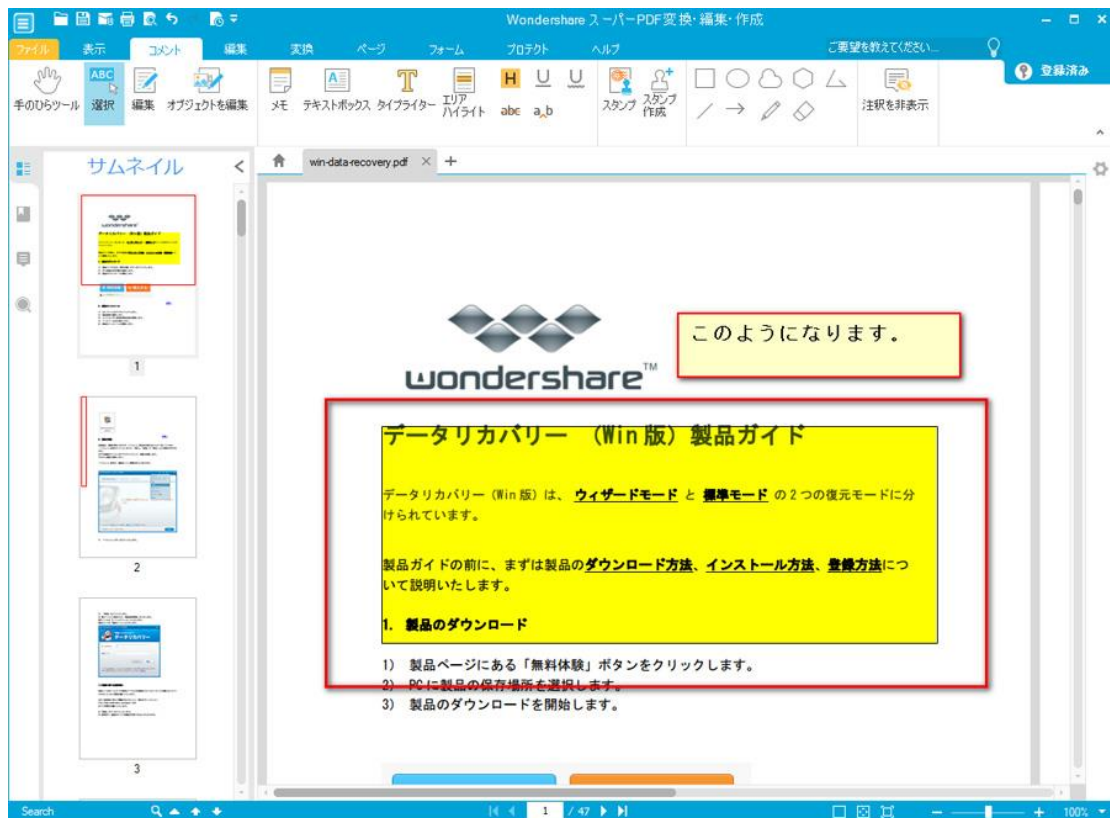 Wondershare スーパーPDF変換・編集・作成
ファイル 表示 コメント 編集 変換 ページ フォーム プロテクト ヘルプ ご要望を教えてください...
登録済み
手のひらツール 選択 編集 オブジェクトを編集 メモ テキストボックス タイプライター エリアハイライト スタンプ スタンプ作成 注釈を非表示
ABC A T H U U abc a b
サムネイル
win-data-recovery.pdf
1
2
3
wondershare™
このようになります。
データリカバリー (Win版) 製品ガイド
データリカバリー (Win版) は、 ウィザードモード と 標準モード の2つの復元モードに分
けられています。
製品ガイドの前に、まずは製品のダウンロード方法、インストール方法、登録方法につ
いて説明いたします。
1. 製品のダウンロード
1) 製品ページにある「無料体験」ボタンをクリックします。
2) PCに製品の保存場所を選択します。
3) 製品のダウンロードを開始します。
Search 1 / 47 100%